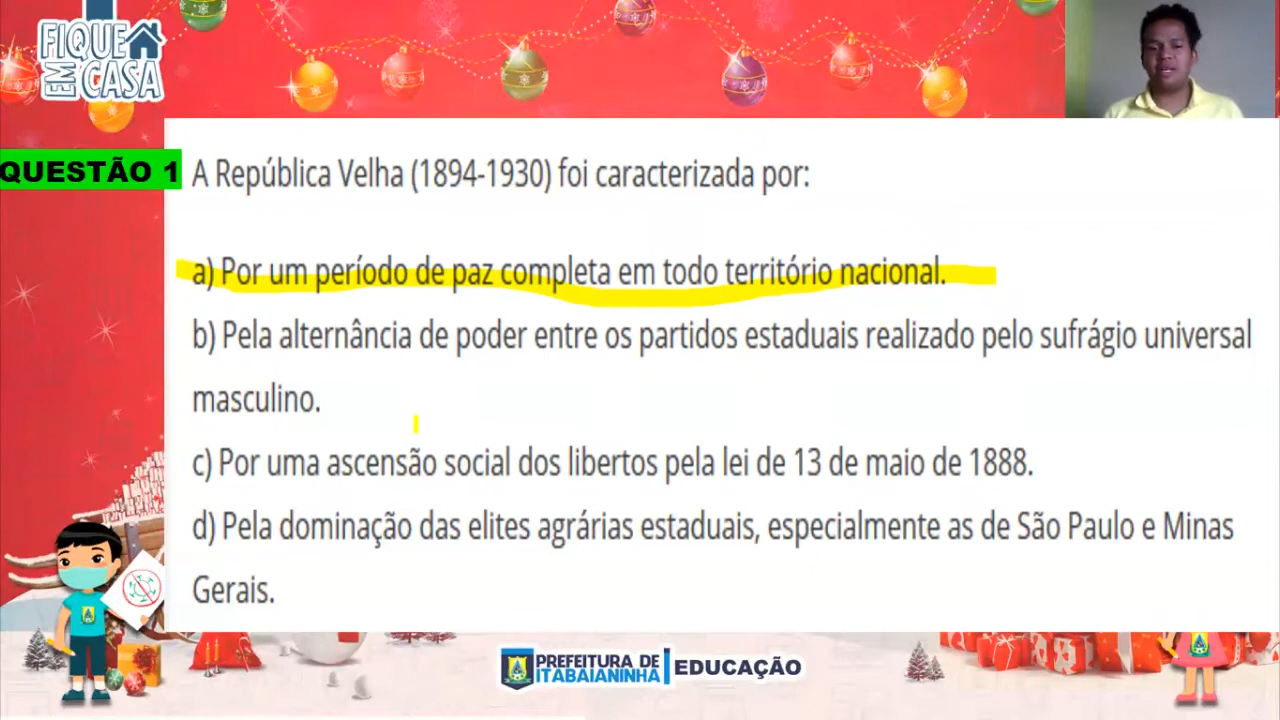 FIQUE
EM CASA
QUESTÃO 1
A República Velha (1894-1930) foi caracterizada por:
a) Por um período de paz completa em todo território nacional.
b) Pela alternância de poder entre os partidos estaduais realizado pelo sufrágio universal
masculino.
c) Por uma ascensão social dos libertos pela lei de 13 de maio de 1888.
d) Pela dominação das elites agrárias estaduais, especialmente as de São Paulo e Minas
Gerais.
PREFEITURA DE
ITABAIANINHA
EDUCAÇÃO